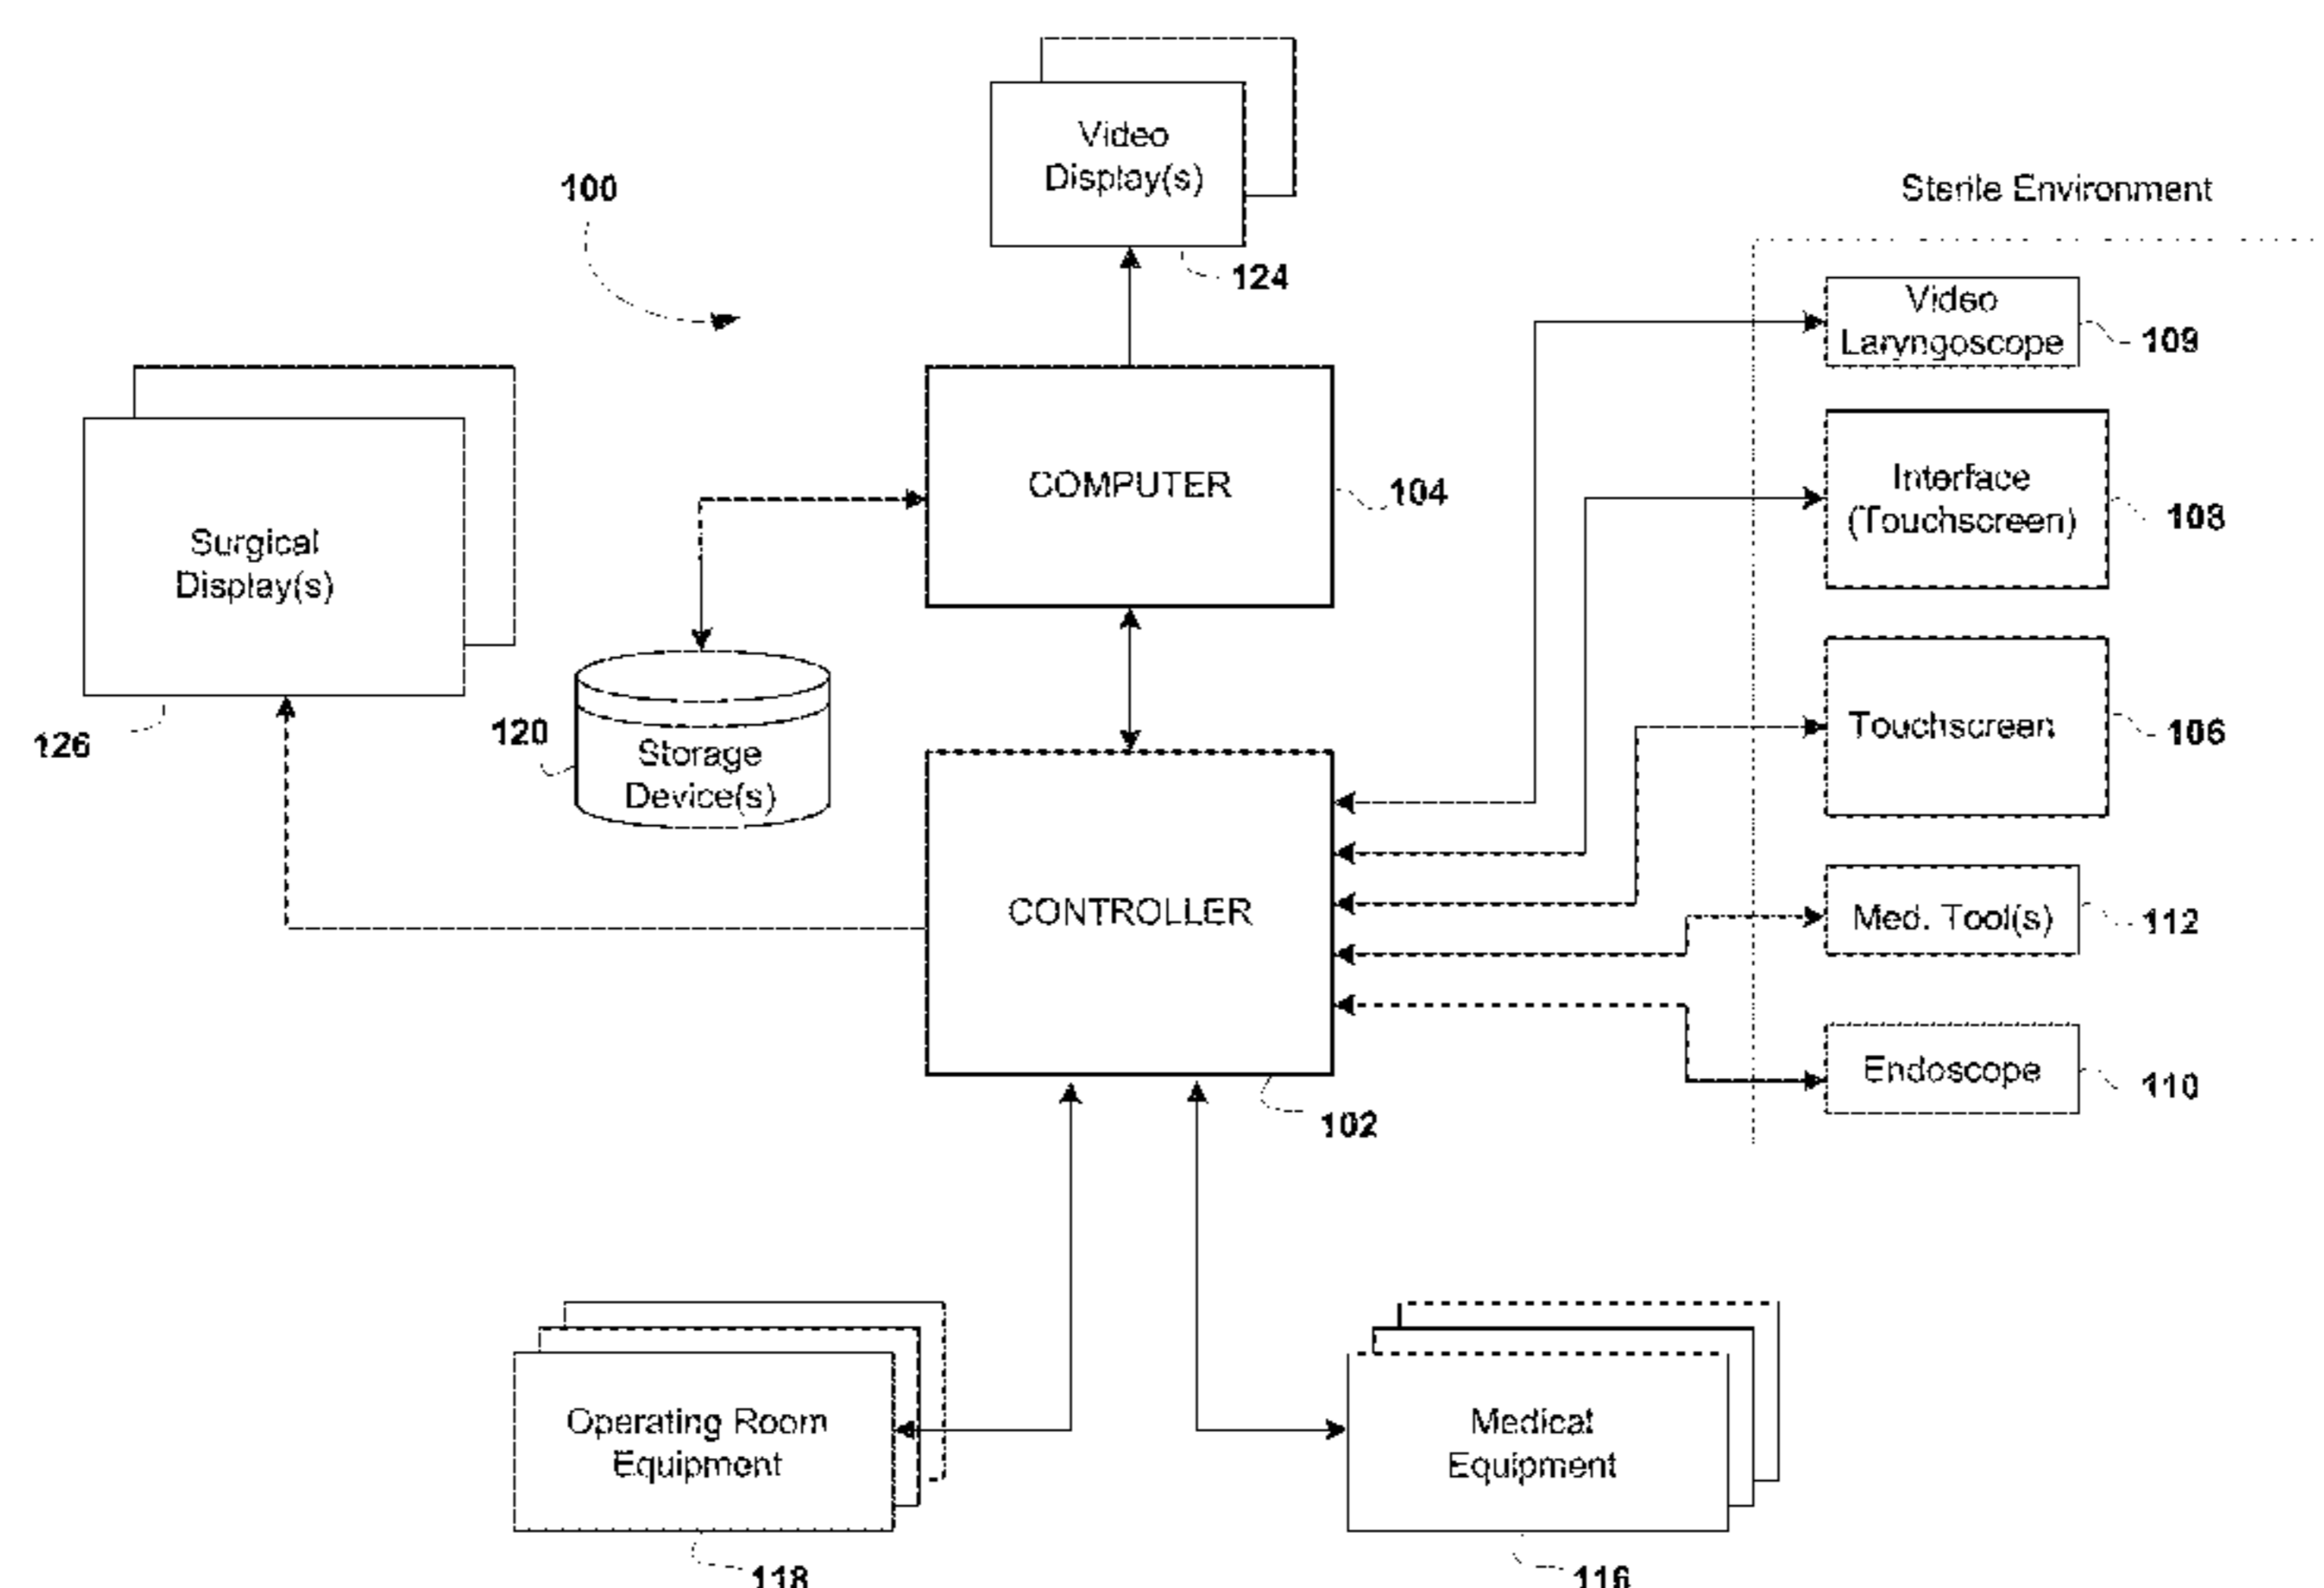 Video
Display(s)
100
Sterile Environment
124
Video
Laryngoscope
109
COMPUTER
104
Interface
(Touchscreen)
108
Surgical
Display(s)
126
120
Storage
Device(s)
Touchscreen
106
CONTROLLER
Med. Tool(s)
112
Endoscope
110
102
Operating Room
Equipment
118
Medical
Equipment
116